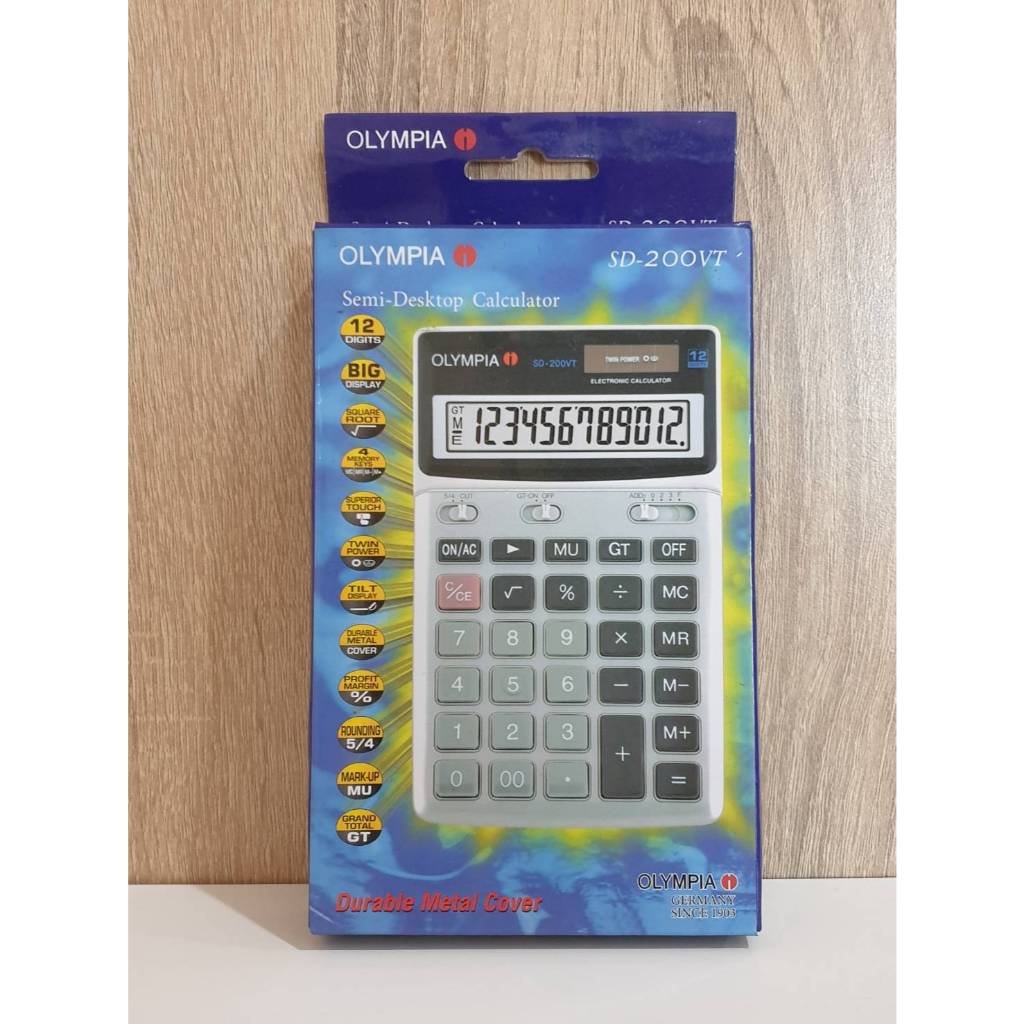 OLYMPIA
OLYMPIA
SD-200VT
Semi-Desktop Calculator
12
DIGITS
BIG
DISPLAY
SQUARE
ROOT
√
4
MEMORY
KEYS
SUPERIOR
TOUCH
TWIN
POWER
TILT
DISPLAY
DURABLE
METAL
COVER
PROFIT
MARGIN
%
ROUNDING
5/4
MARK-UP
MU
GRAND
TOTAL
GT
OLYMPIA SD-200VT
TWIN POWER
12
ELECTRONIC CALCULATOR
GT
M
E
123456789012.
5/4 CUT
GT-ON OFF
ADD2 0 2 3 F
ON/AC ▶ MU GT OFF
C/CE √ % ÷ MC
7 8 9 × MR
4 5 6 − M−
1 2 3 + M+
0 00 · =
Durable Metal Cover
OLYMPIA
GERMANY
SINCE 1903